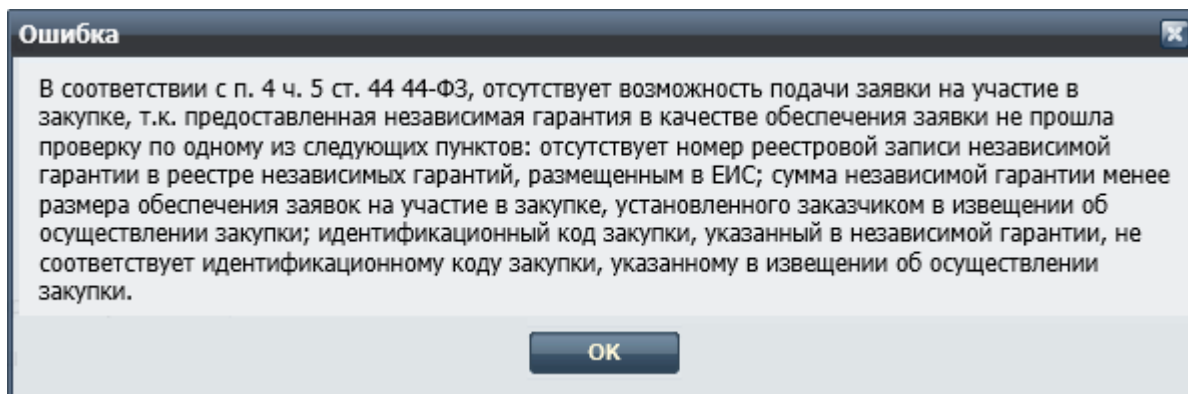 Ошибка
В соответствии с п. 4 ч. 5 ст. 44 44-ФЗ, отсутствует возможность подачи заявки на участие в
закупке, т.к. предоставленная независимая гарантия в качестве обеспечения заявки не прошла
проверку по одному из следующих пунктов: отсутствует номер реестровой записи независимой
гарантии в реестре независимых гарантий, размещенным в ЕИС; сумма независимой гарантии менее
размера обеспечения заявок на участие в закупке, установленного заказчиком в извещении об
осуществлении закупки; идентификационный код закупки, указанный в независимой гарантии, не
соответствует идентификационному коду закупки, указанному в извещении об осуществлении
закупки.
ОК